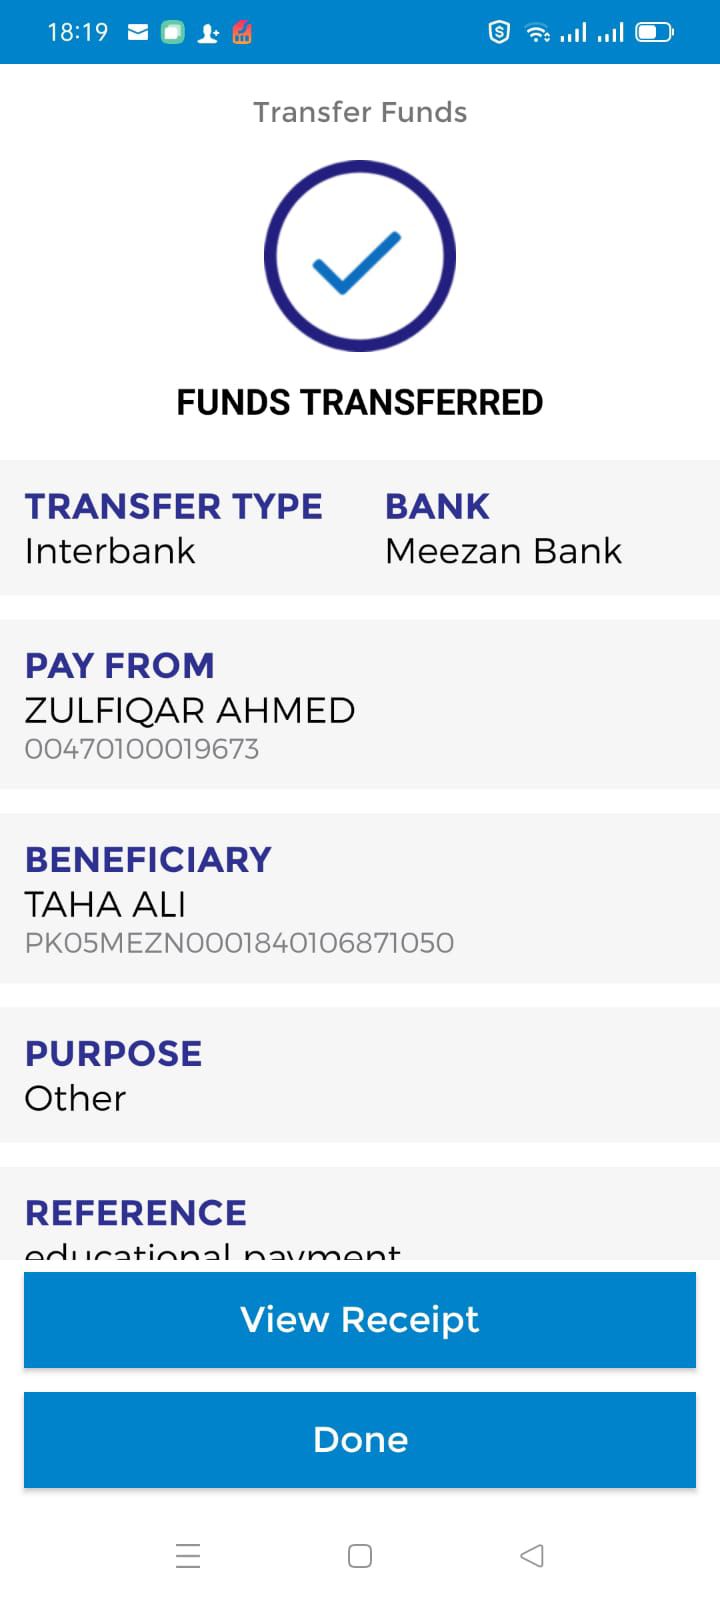 18:19
Transfer Funds
FUNDS TRANSFERRED
TRANSFER TYPE BANK
Interbank Meezan Bank
PAY FROM
ZULFIQAR AHMED
00470100019673
BENEFICIARY
TAHA ALI
PK05MEZN0001840106871050
PURPOSE
Other
REFERENCE
educational payment
View Receipt
Done